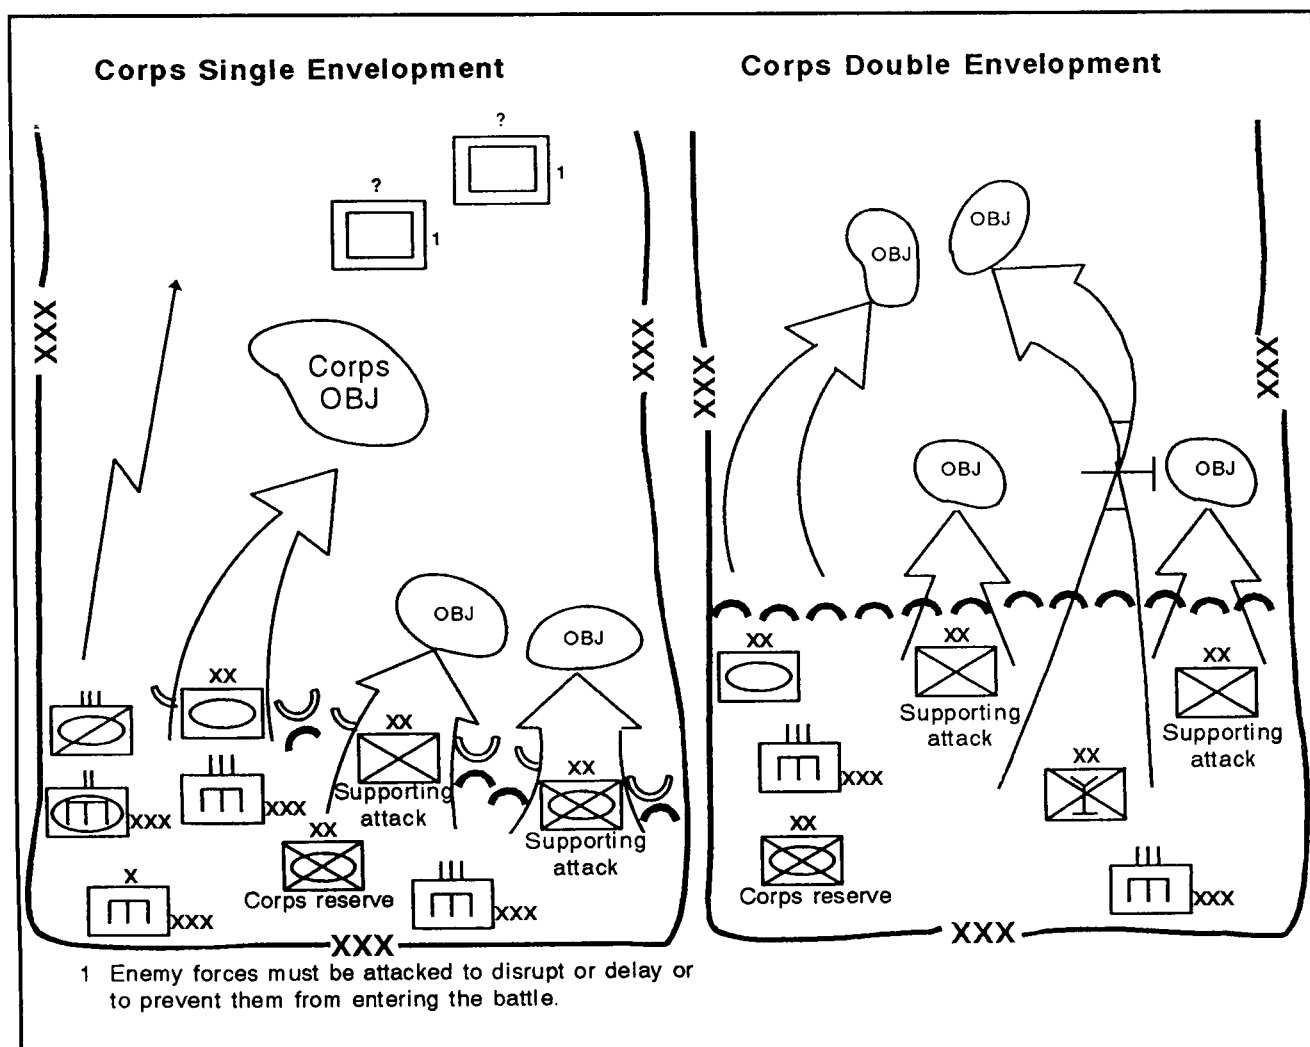 Corps Single Envelopment
?
1
?
1
XXX
XXX
Corps
OBJ
OBJ
OBJ
III
XX
XX
Supporting
attack
II
XXX
III
XXX
XX
Supporting
attack
XX
Corps reserve
X
XXX
III
XXX
XXX
1 Enemy forces must be attacked to disrupt or delay or
to prevent them from entering the battle.
Corps Double Envelopment
OBJ
OBJ
XXX
XXX
OBJ
OBJ
XX
XX
Supporting
attack
XX
Supporting
attack
III
XXX
XX
XX
Corps reserve
III
XXX
XXX